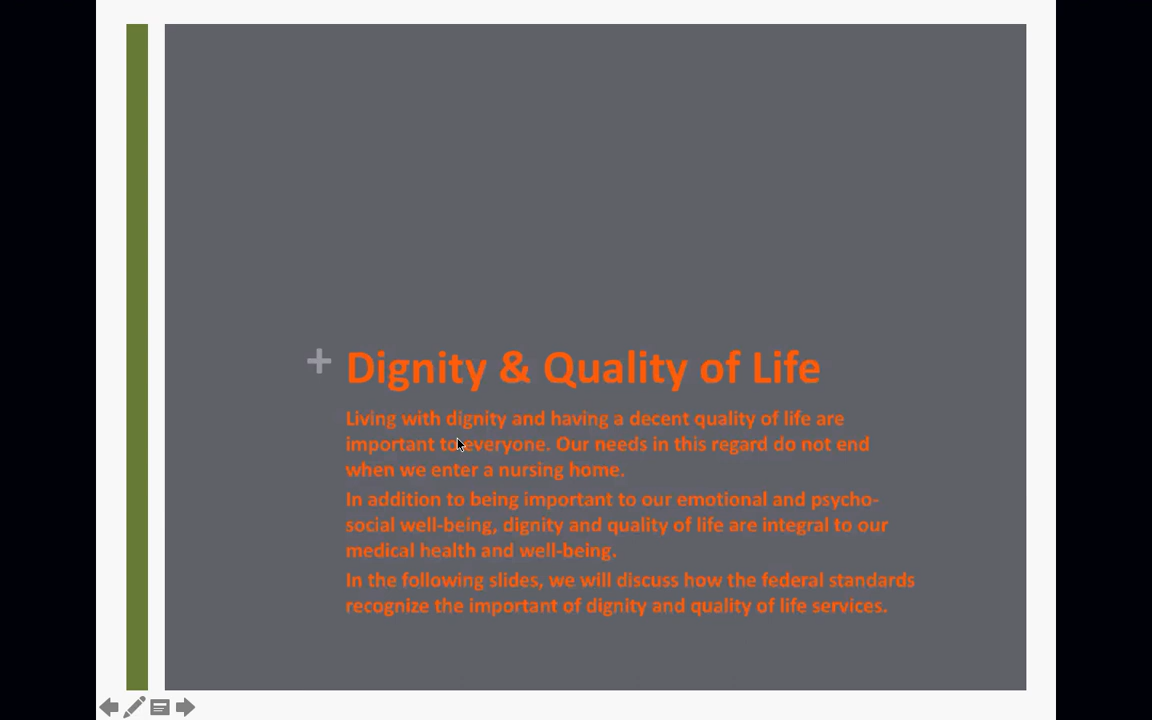 + Dignity & Quality of Life
Living with dignity and having a decent quality of life are
important to everyone. Our needs in this regard do not end
when we enter a nursing home.
In addition to being important to our emotional and psycho-
social well-being, dignity and quality of life are integral to our
medical health and well-being.
In the following slides, we will discuss how the federal standards
recognize the important of dignity and quality of life services.